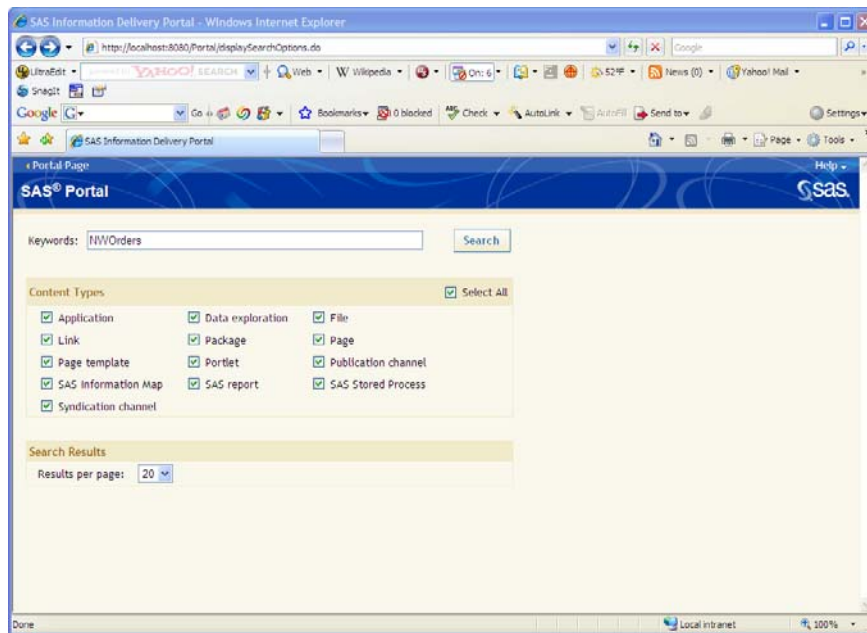 SAS Information Delivery Portal - Windows Internet Explorer
http://localhost:8080/Portal/displaySearchOptions.do
Google
UltraEdit
YAHOO! SEARCH
Web
Wikipedia
On: 6
52°F
News (0)
Yahoo! Mail
SnagIt
Google
Go
Bookmarks
0 blocked
Check
AutoLink
AutoFill
Send to
Settings
SAS Information Delivery Portal
Page
Tools
Portal Page
Help
SAS® Portal
sas.
Keywords: NWOrders
Search
Content Types
Select All
Application Data exploration File
Link Package Page
Page template Portlet Publication channel
SAS Information Map SAS report SAS Stored Process
Syndication channel
Search Results
Results per page: 20
Done
Local intranet
100%